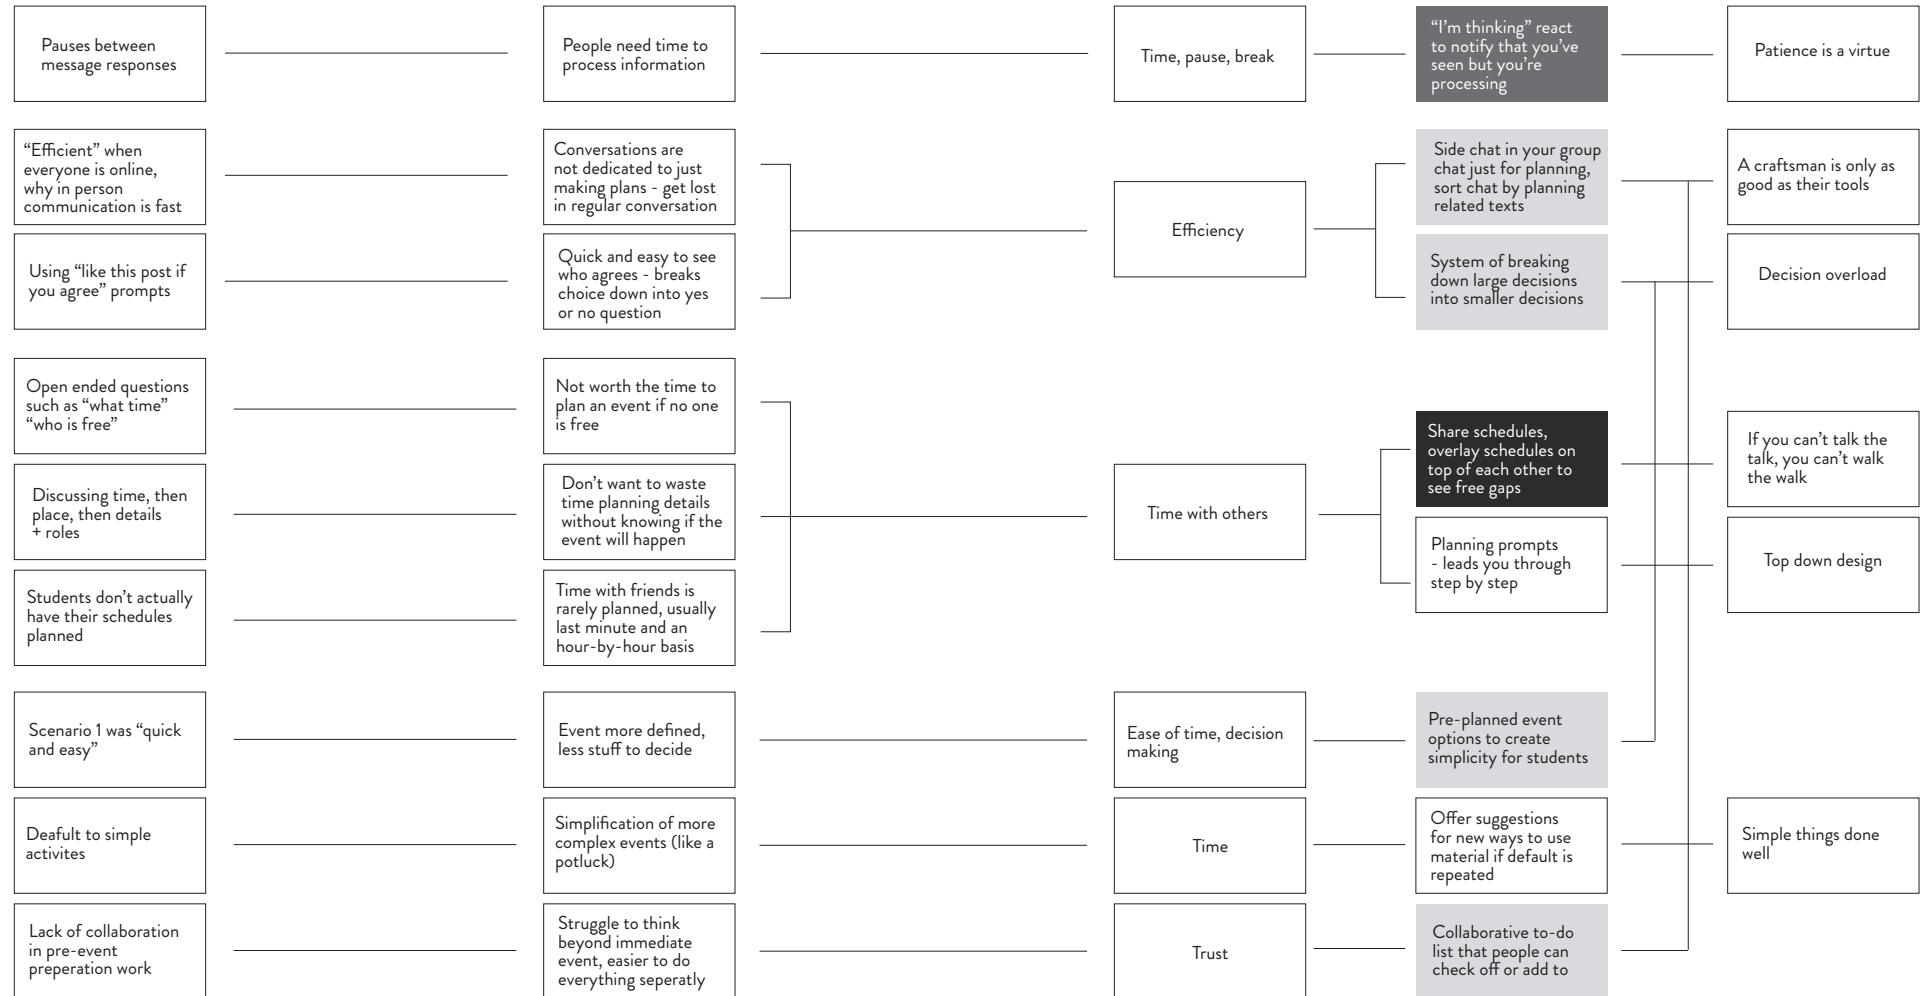 Pauses between
message responses
People need time to
process information
Time, pause, break
“I’m thinking” react
to notify that you’ve
seen but you’re
processing
Patience is a virtue
“Efficient” when
everyone is online,
why in person
communication is fast
Conversations are
not dedicated to just
making plans - get lost
in regular conversation
Using “like this post if
you agree” prompts
Quick and easy to see
who agrees - breaks
choice down into yes
or no question
Efficiency
Side chat in your group
chat just for planning,
sort chat by planning
related texts
A craftsman is only as
good as their tools
System of breaking
down large decisions
into smaller decisions
Decision overload
Open ended questions
such as “what time”
“who is free”
Not worth the time to
plan an event if no one
is free
Discussing time, then
place, then details
+ roles
Don’t want to waste
time planning details
without knowing if the
event will happen
Students don’t actually
have their schedules
planned
Time with friends is
rarely planned, usually
last minute and an
hour-by-hour basis
Time with others
Share schedules,
overlay schedules on
top of each other to
see free gaps
If you can’t talk the
talk, you can’t walk
the walk
Planning prompts
- leads you through
step by step
Top down design
Scenario 1 was “quick
and easy”
Event more defined,
less stuff to decide
Ease of time, decision
making
Pre-planned event
options to create
simplicity for students
Deafult to simple
activites
Simplification of more
complex events (like a
potluck)
Time
Offer suggestions
for new ways to use
material if default is
repeated
Simple things done
well
Lack of collaboration
in pre-event
preperation work
Struggle to think
beyond immediate
event, easier to do
everything seperatly
Trust
Collaborative to-do
list that people can
check off or add to